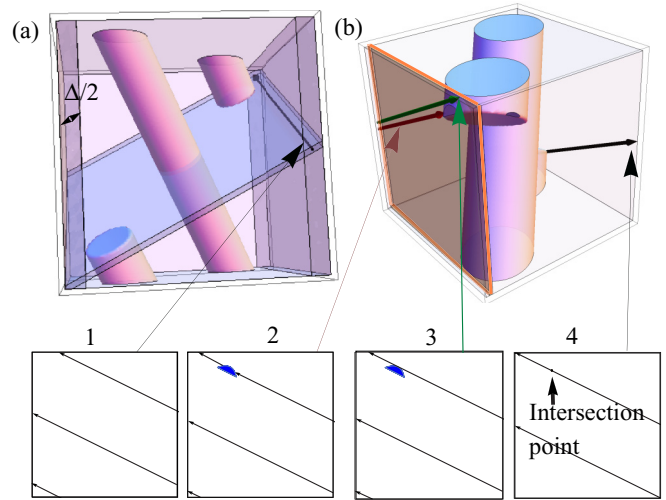 (a)
(b)
Δ/2
1
2
3
4
Intersection
point